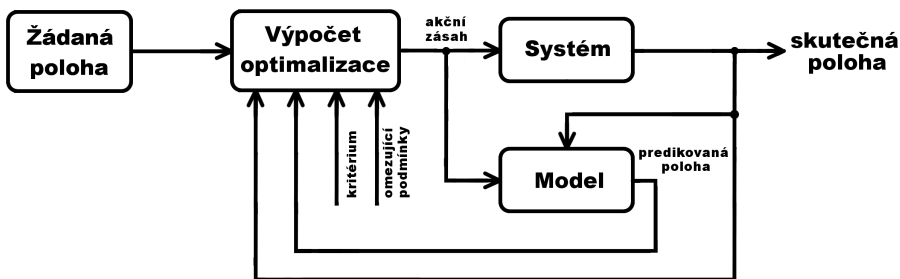 Žádaná
poloha
Výpočet
optimalizace
akční
zásah
Systém
skutečná
poloha
kritérium
omezující
podmínky
Model
predikovaná
poloha